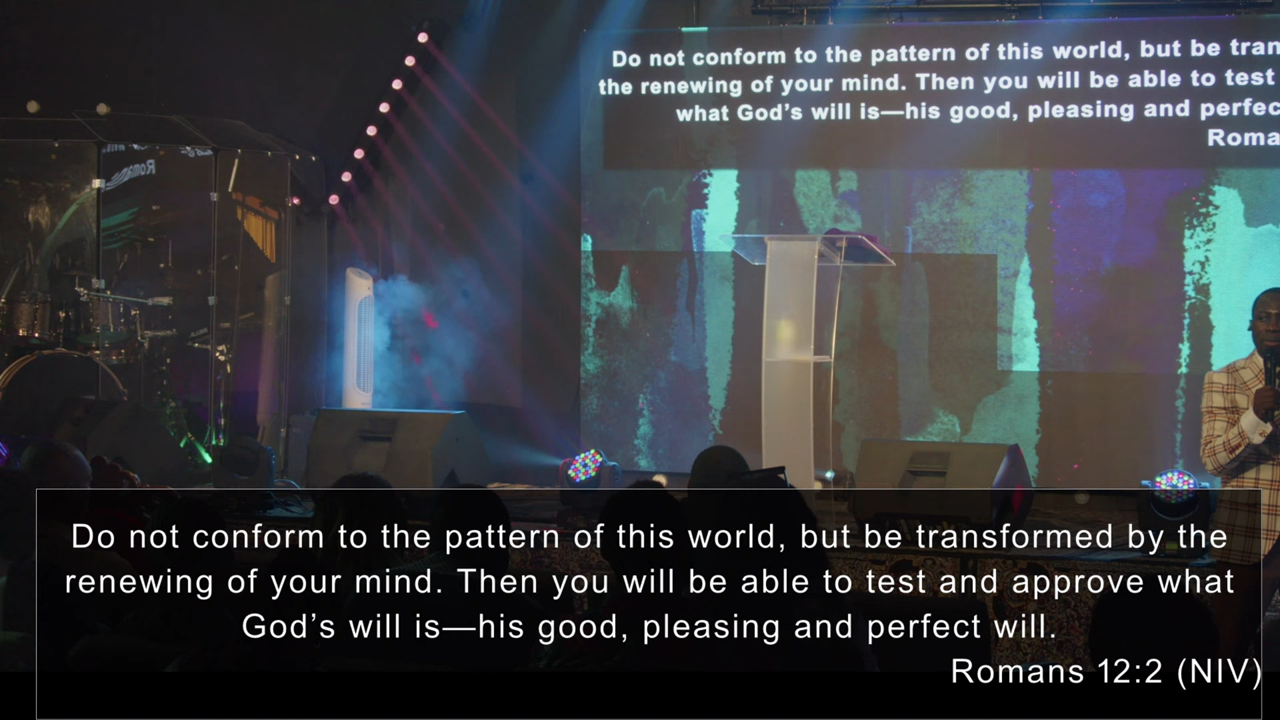 Do not conform to the pattern of this world, but be tran
the renewing of your mind. Then you will be able to test
what God's will is—his good, pleasing and perfec
Roma
Roman
Do not conform to the pattern of this world, but be transformed by the
renewing of your mind. Then you will be able to test and approve what
God's will is—his good, pleasing and perfect will.
Romans 12:2 (NIV)